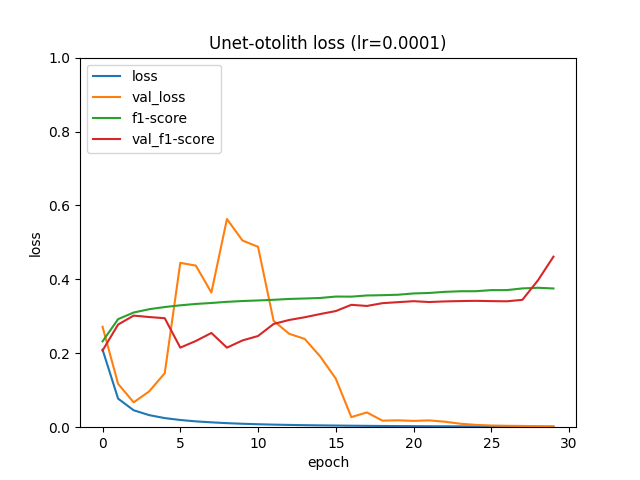 Unet-otolith loss (lr=0.0001)
loss
val_loss
f1-score
val_f1-score
1.0
0.8
0.6
0.4
0.2
0.0
loss
0 5 10 15 20 25 30
epoch